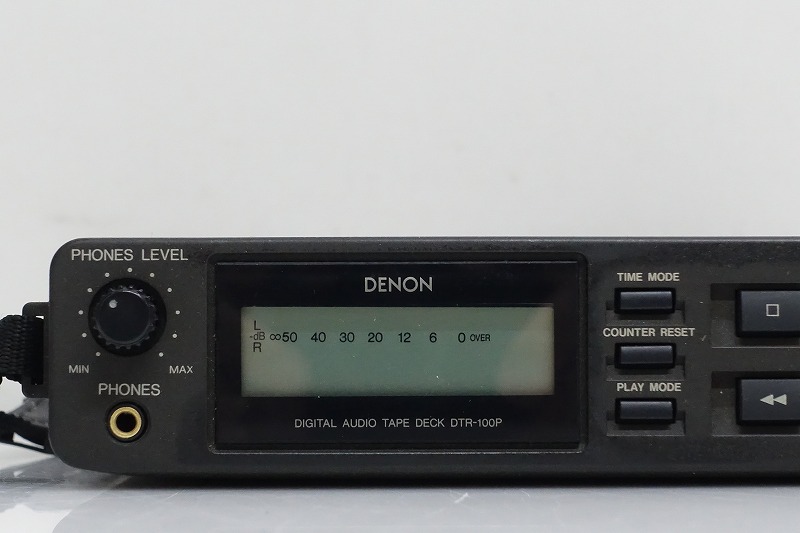 PHONES LEVEL
MIN MAX
PHONES
DENON
L
-dB ∞ 50 40 30 20 12 6 0 OVER
R
DIGITAL AUDIO TAPE DECK DTR-100P
TIME MODE
COUNTER RESET
PLAY MODE